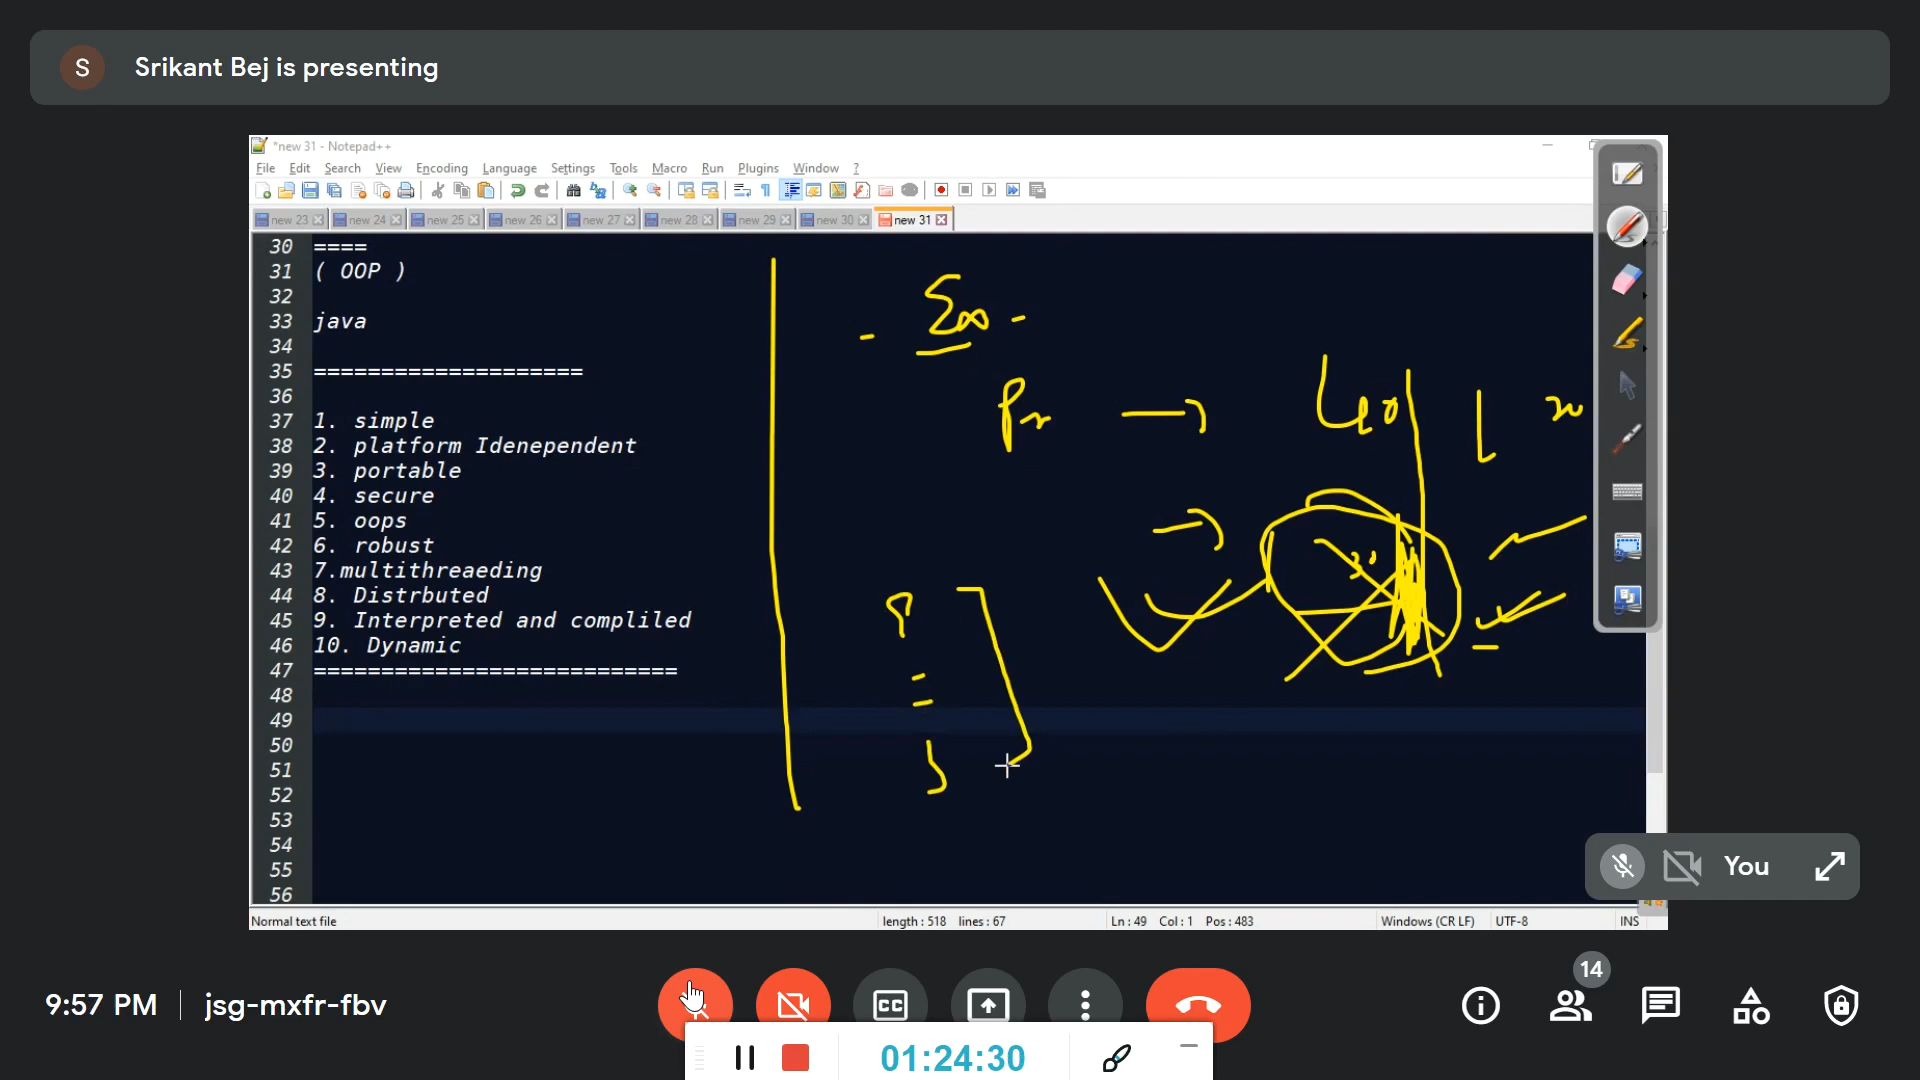 S Srikant Bej is presenting
*new 31 - Notepad++
File Edit Search View Encoding Language Settings Tools Macro Run Plugins Window ?
new 23 new 24 new 25 new 26 new 27 new 28 new 29 new 30 new 31
30 ====
31 ( OOP )
32
33 java
34
35 ====================
36
37 1. simple
38 2. platform Idenependent
39 3. portable
40 4. secure
41 5. oops
42 6. robust
43 7.multithreaeding
44 8. Distrbuted
45 9. Interpreted and compliled
46 10. Dynamic
47 ===========================
48
49
50
51
52
53
54
55
56
You
Normal text file length : 518 lines : 67 Ln : 49 Col : 1 Pos : 483 Windows (CR LF) UTF-8 INS
9:57 PM jsg-mxfr-fbv CC 14
01:24:30